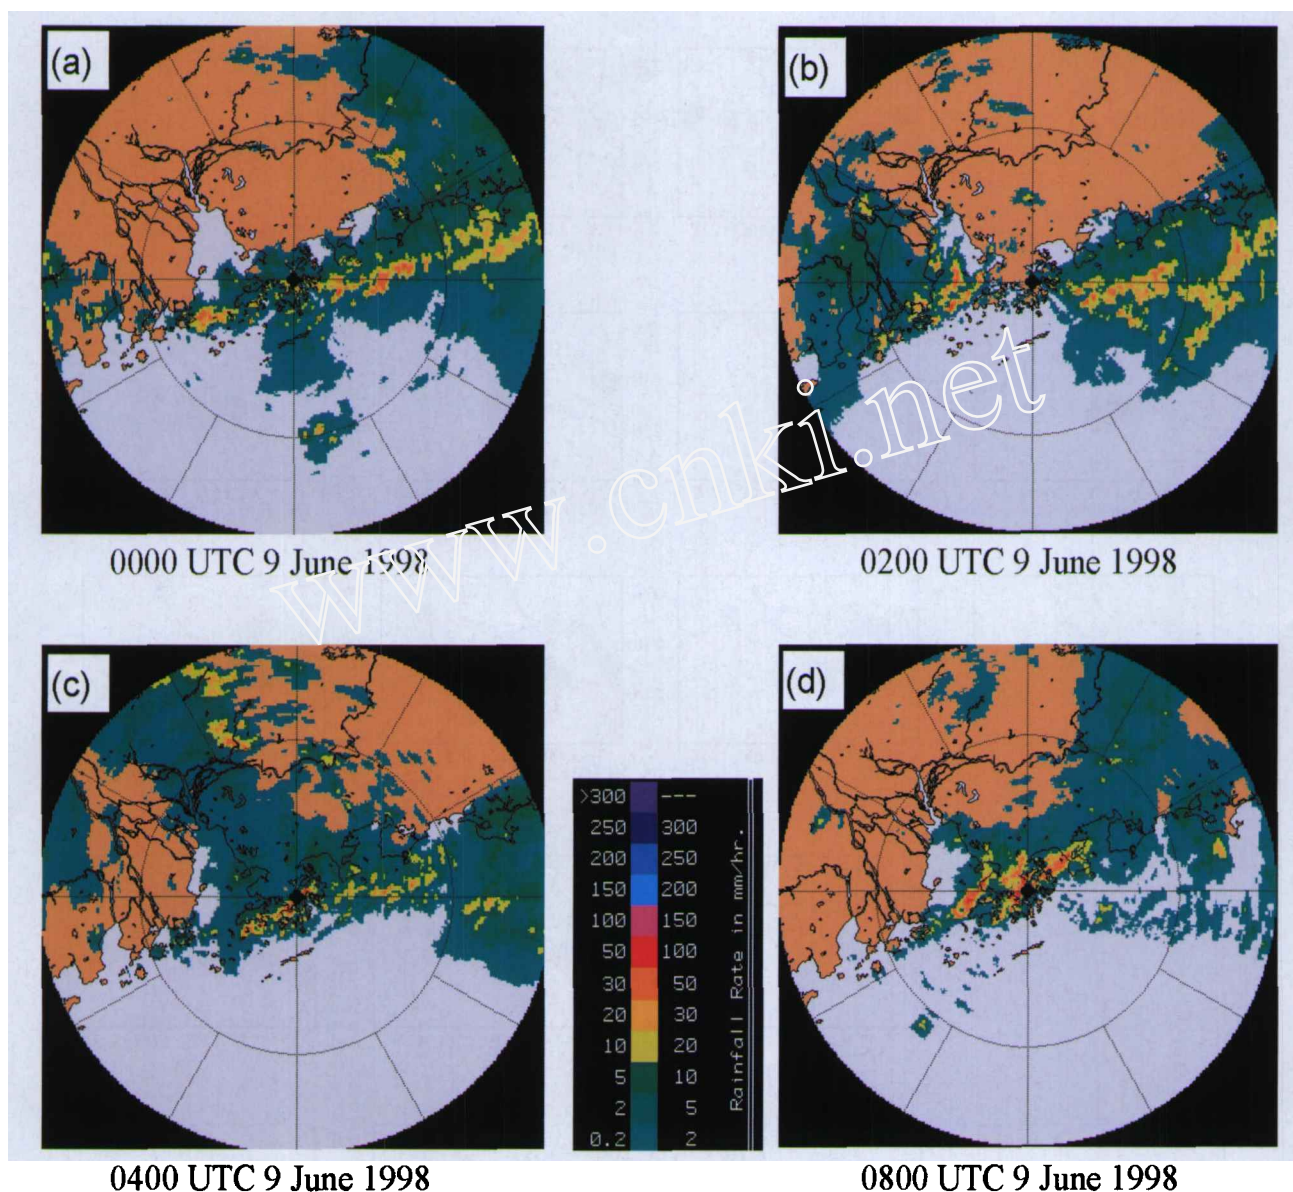 (a)
(b)
0000 UTC 9 June 1998
0200 UTC 9 June 1998
www.cnki.net
(c)
(d)
>300 ---
250 300
200 250
150 200
100 150
50 100
30 50
20 30
10 20
5 10
2 5
0.2 2
Rainfall Rate in mm/hr.
0400 UTC 9 June 1998
0800 UTC 9 June 1998